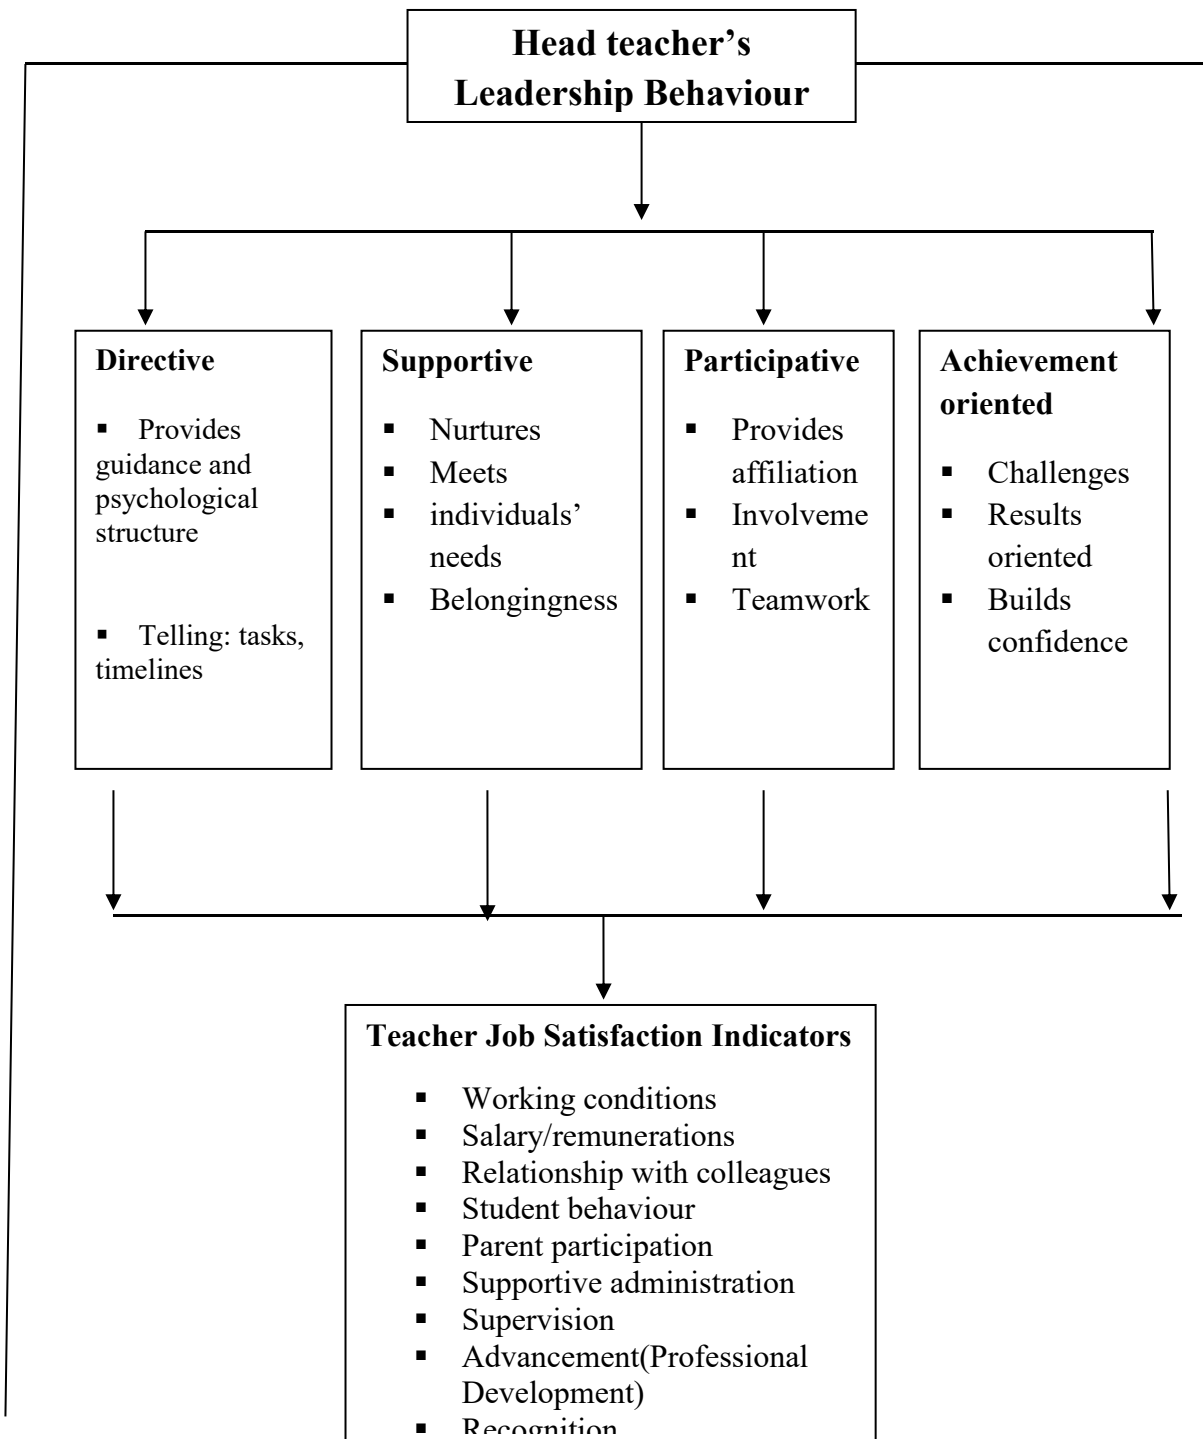 Head teacher’s
Leadership Behaviour
Directive
▪ Provides
guidance and
psychological
structure
▪ Telling: tasks,
timelines
Supportive
▪ Nurtures
▪ Meets
▪ individuals’
needs
▪ Belongingness
Participative
▪ Provides
affiliation
▪ Involveme
nt
▪ Teamwork
Achievement
oriented
▪ Challenges
▪ Results
oriented
▪ Builds
confidence
Teacher Job Satisfaction Indicators
▪ Working conditions
▪ Salary/remunerations
▪ Relationship with colleagues
▪ Student behaviour
▪ Parent participation
▪ Supportive administration
▪ Supervision
▪ Advancement(Professional
Development)
▪ Recognition